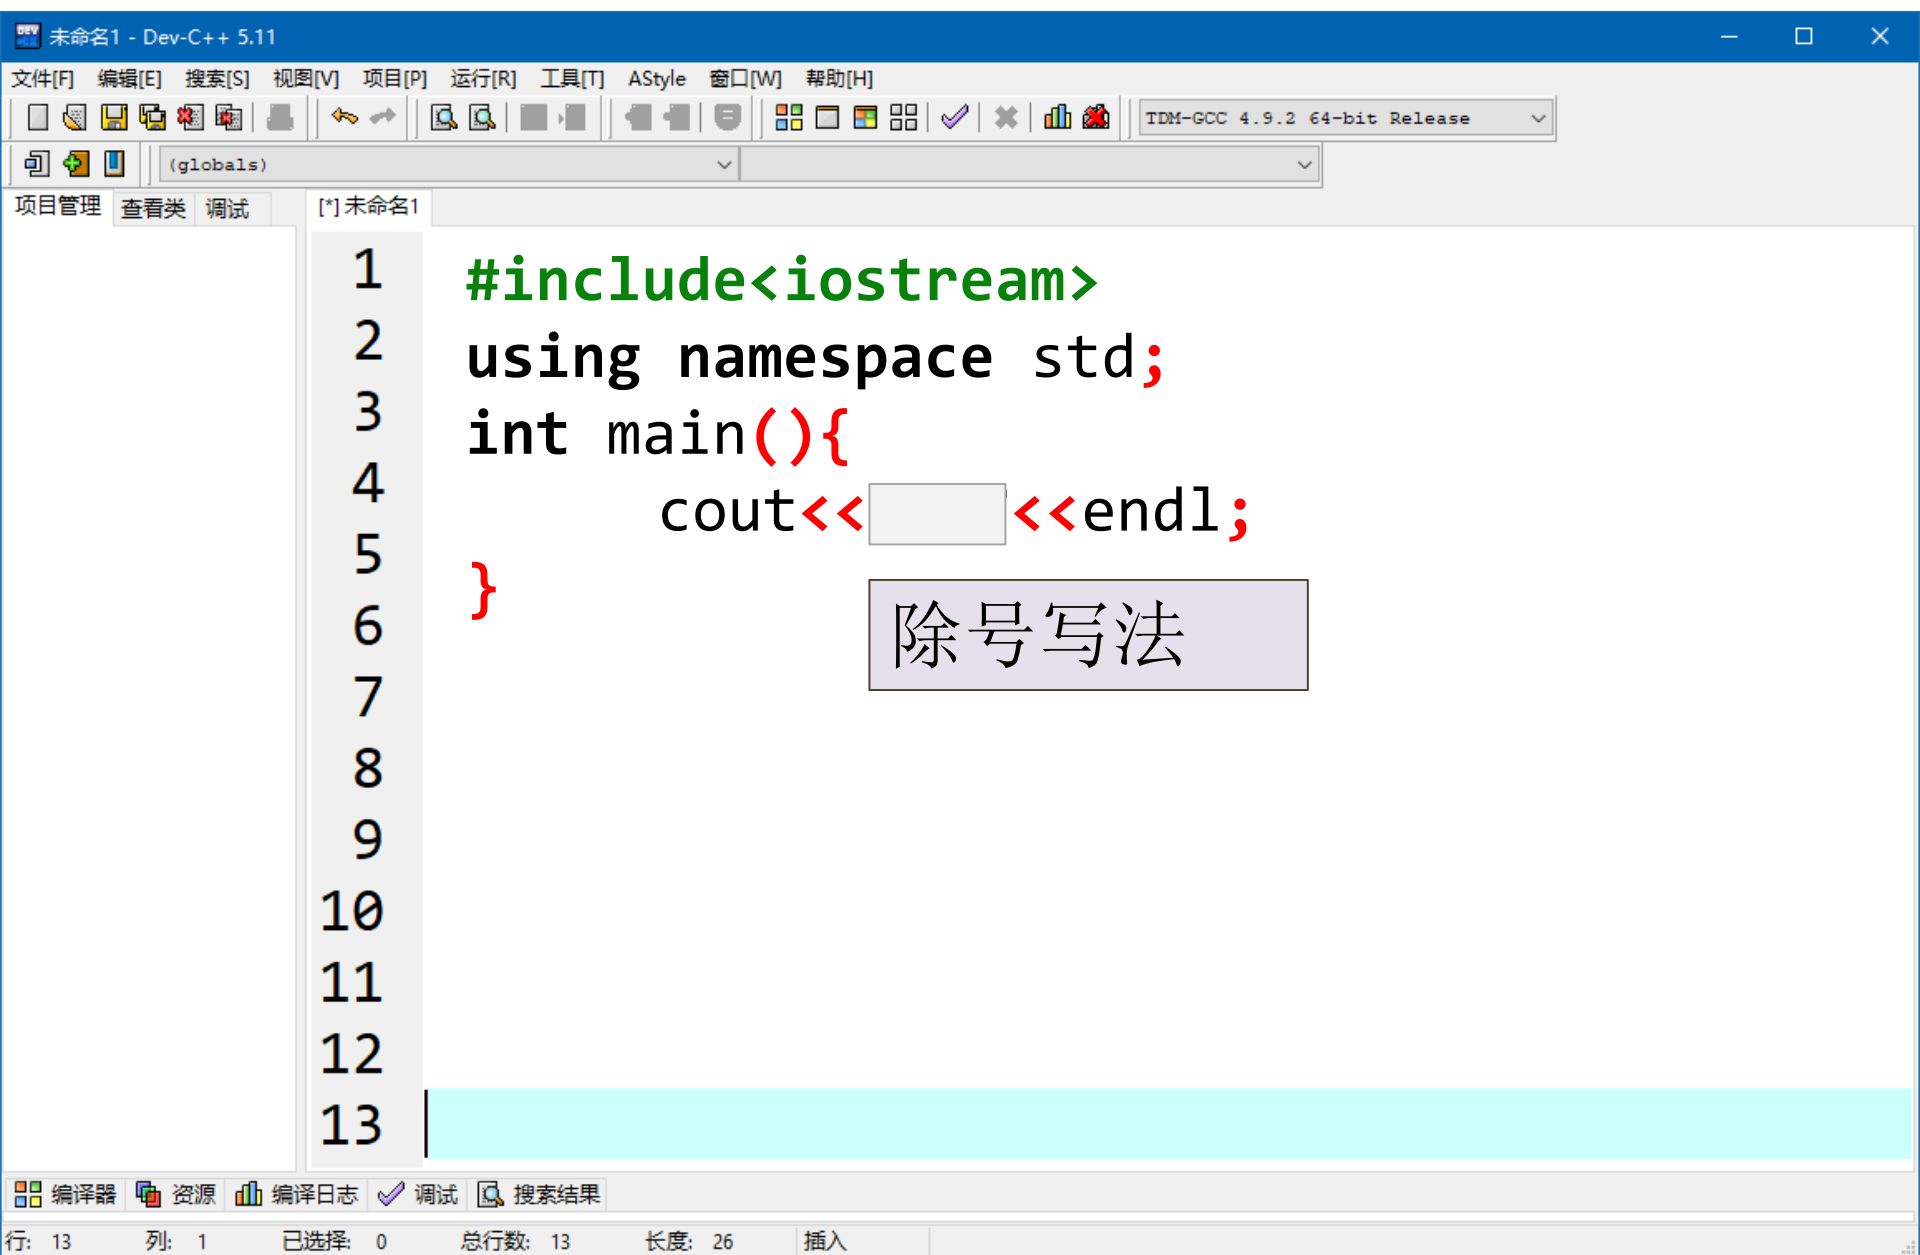 未命名1 - Dev-C++ 5.11
文件[F] 编辑[E] 搜索[S] 视图[V] 项目[P] 运行[R] 工具[T] AStyle 窗口[W] 帮助[H]
TDM-GCC 4.9.2 64-bit Release
(globals)
项目管理 查看类 调试 [*] 未命名1
1 #include<iostream>
2 using namespace std;
3 int main(){
4 cout<< <<endl;
5 }
除号写法
6
7
8
9
10
11
12
13
编译器 资源 编译日志 调试 搜索结果
行: 13 列: 1 已选择: 0 总行数: 13 长度: 26 插入